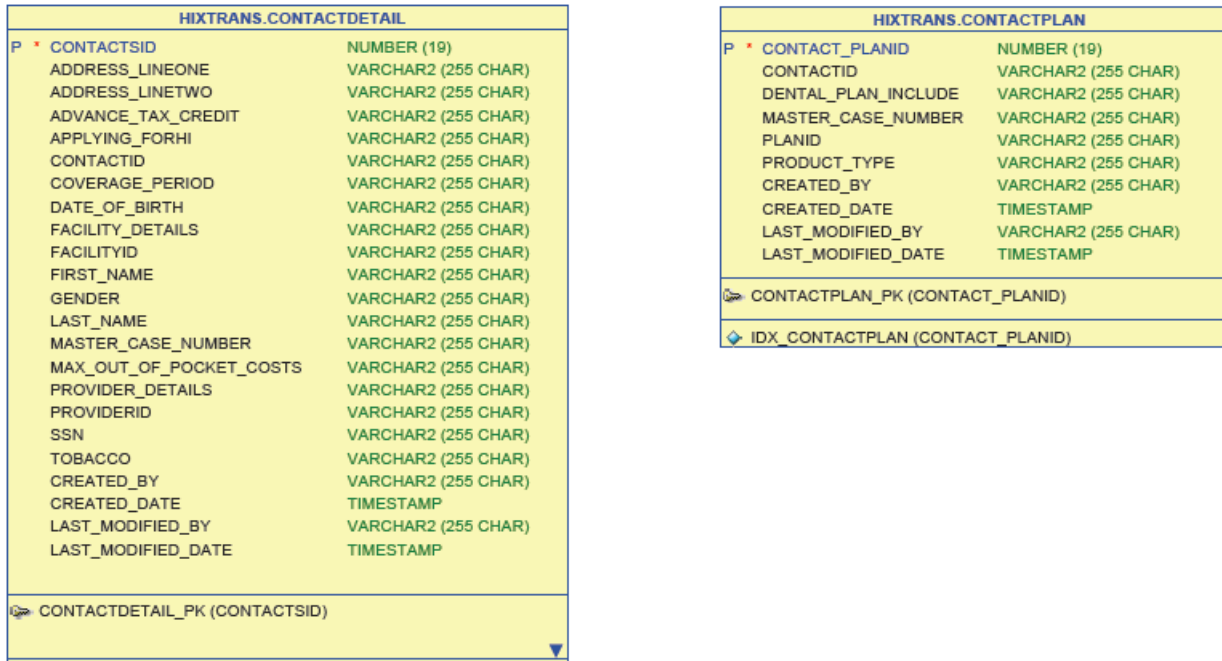 HIXTRANS.CONTACTDETAIL
P * CONTACTSID NUMBER (19)
ADDRESS_LINEONE VARCHAR2 (255 CHAR)
ADDRESS_LINETWO VARCHAR2 (255 CHAR)
ADVANCE_TAX_CREDIT VARCHAR2 (255 CHAR)
APPLYING_FORHI VARCHAR2 (255 CHAR)
CONTACTID VARCHAR2 (255 CHAR)
COVERAGE_PERIOD VARCHAR2 (255 CHAR)
DATE_OF_BIRTH VARCHAR2 (255 CHAR)
FACILITY_DETAILS VARCHAR2 (255 CHAR)
FACILITYID VARCHAR2 (255 CHAR)
FIRST_NAME VARCHAR2 (255 CHAR)
GENDER VARCHAR2 (255 CHAR)
LAST_NAME VARCHAR2 (255 CHAR)
MASTER_CASE_NUMBER VARCHAR2 (255 CHAR)
MAX_OUT_OF_POCKET_COSTS VARCHAR2 (255 CHAR)
PROVIDER_DETAILS VARCHAR2 (255 CHAR)
PROVIDERID VARCHAR2 (255 CHAR)
SSN VARCHAR2 (255 CHAR)
TOBACCO VARCHAR2 (255 CHAR)
CREATED_BY VARCHAR2 (255 CHAR)
CREATED_DATE TIMESTAMP
LAST_MODIFIED_BY VARCHAR2 (255 CHAR)
LAST_MODIFIED_DATE TIMESTAMP
CONTACTDETAIL_PK (CONTACTSID)
HIXTRANS.CONTACTPLAN
P * CONTACT_PLANID NUMBER (19)
CONTACTID VARCHAR2 (255 CHAR)
DENTAL_PLAN_INCLUDE VARCHAR2 (255 CHAR)
MASTER_CASE_NUMBER VARCHAR2 (255 CHAR)
PLANID VARCHAR2 (255 CHAR)
PRODUCT_TYPE VARCHAR2 (255 CHAR)
CREATED_BY VARCHAR2 (255 CHAR)
CREATED_DATE TIMESTAMP
LAST_MODIFIED_BY VARCHAR2 (255 CHAR)
LAST_MODIFIED_DATE TIMESTAMP
CONTACTPLAN_PK (CONTACT_PLANID)
IDX_CONTACTPLAN (CONTACT_PLANID)